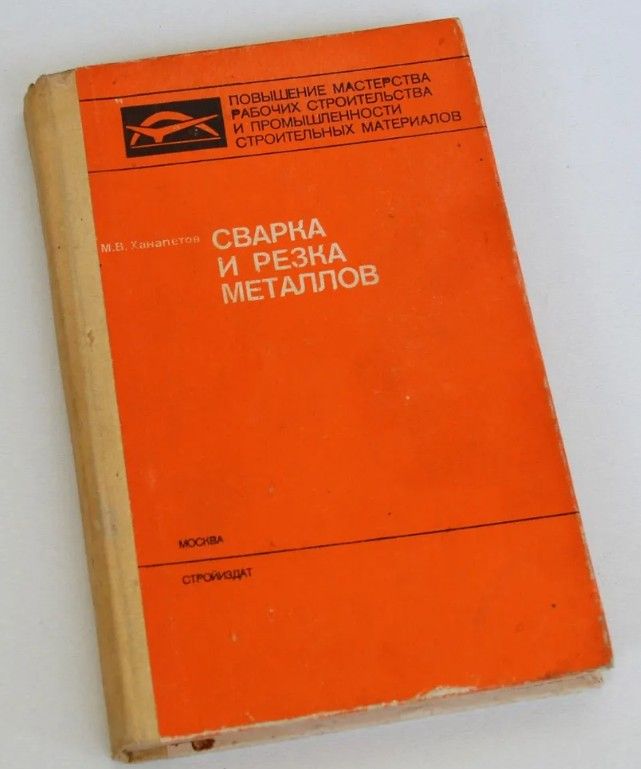 ПОВЫШЕНИЕ МАСТЕРСТВА
РАБОЧИХ СТРОИТЕЛЬСТВА
И ПРОМЫШЛЕННОСТИ
СТРОИТЕЛЬНЫХ МАТЕРИАЛОВ
М.В. Ханапетов
СВАРКА
И РЕЗКА
МЕТАЛЛОВ
МОСКВА
СТРОЙИЗДАТ